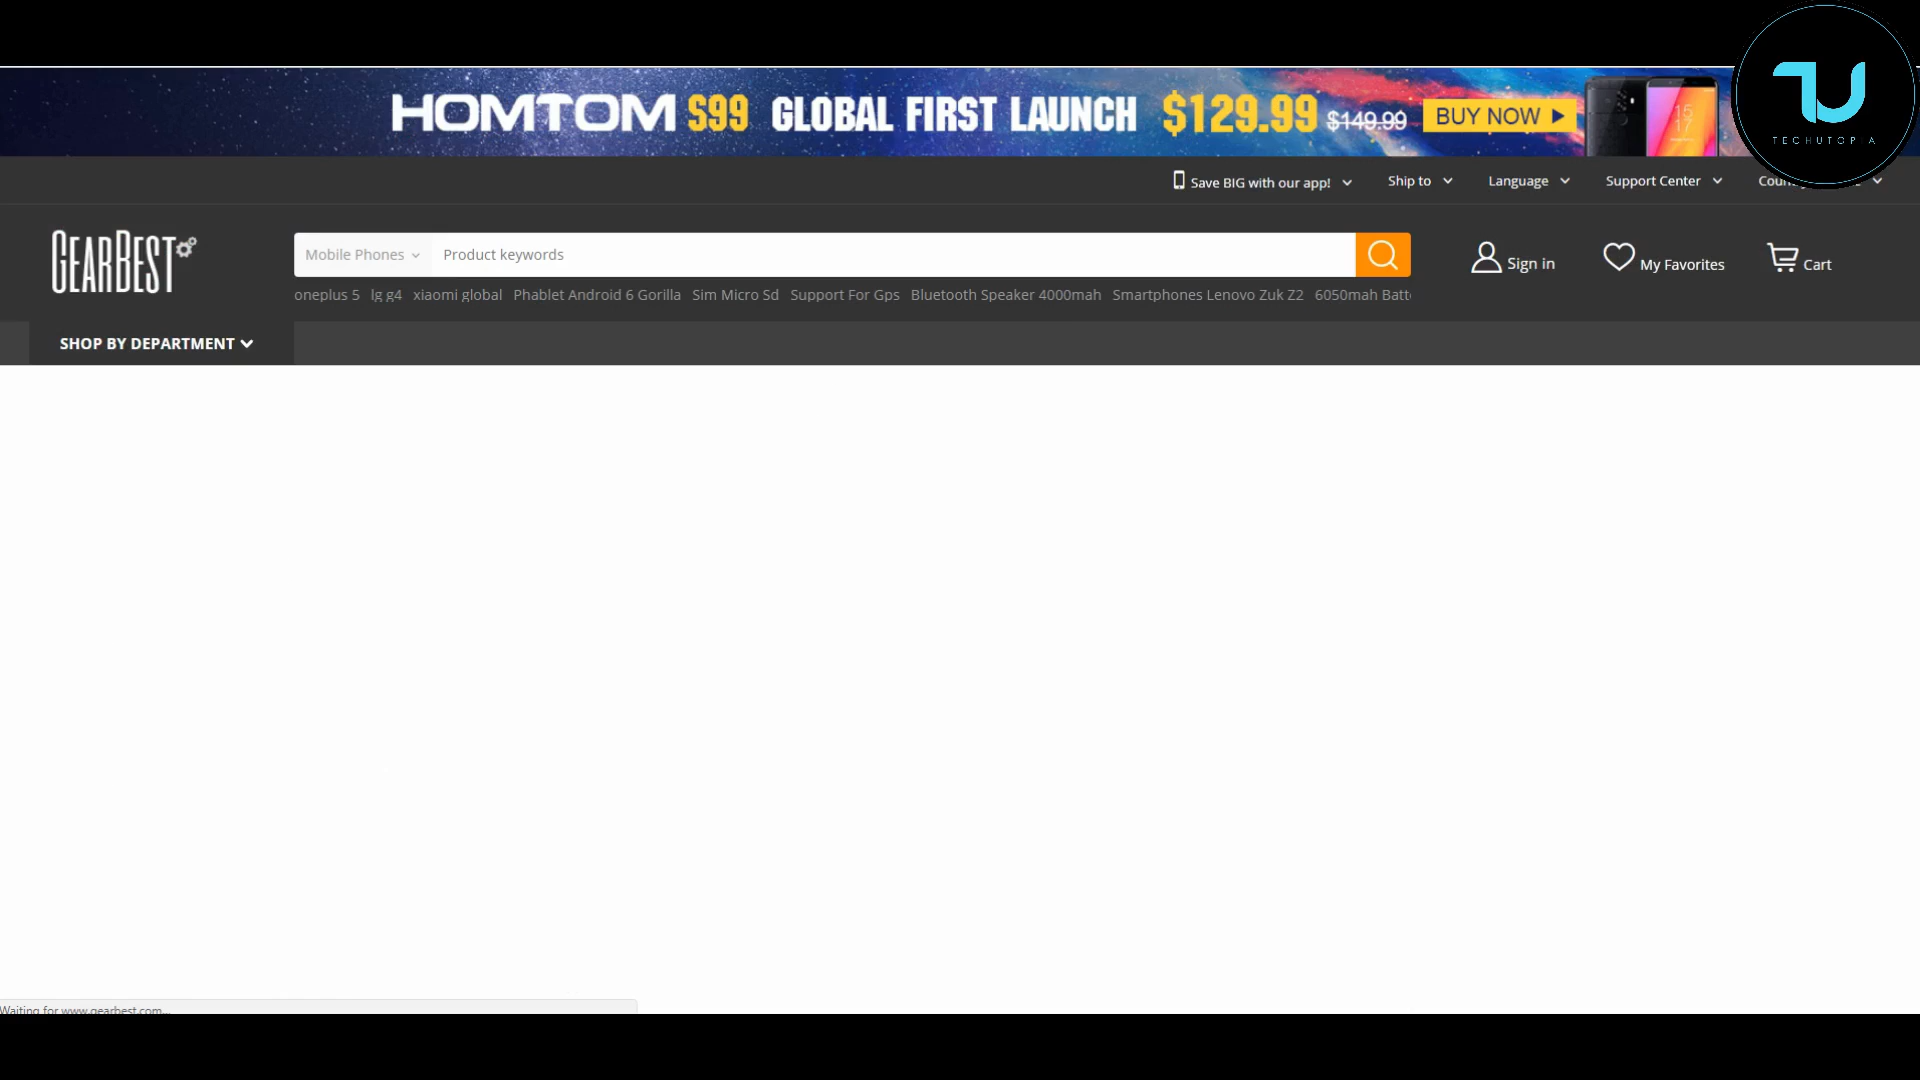 HOMTOM S99 GLOBAL FIRST LAUNCH $129.99 $149.99 BUY NOW
TECHUTOPIA
Save BIG with our app! Ship to Language Support Center
GEARBEST
Mobile Phones Product keywords
Sign in My Favorites Cart
oneplus 5 lg g4 xiaomi global Phablet Android 6 Gorilla Sim Micro Sd Support For Gps Bluetooth Speaker 4000mah Smartphones Lenovo Zuk Z2 6050mah Batt
SHOP BY DEPARTMENT
Waiting for www.gearbest.com...